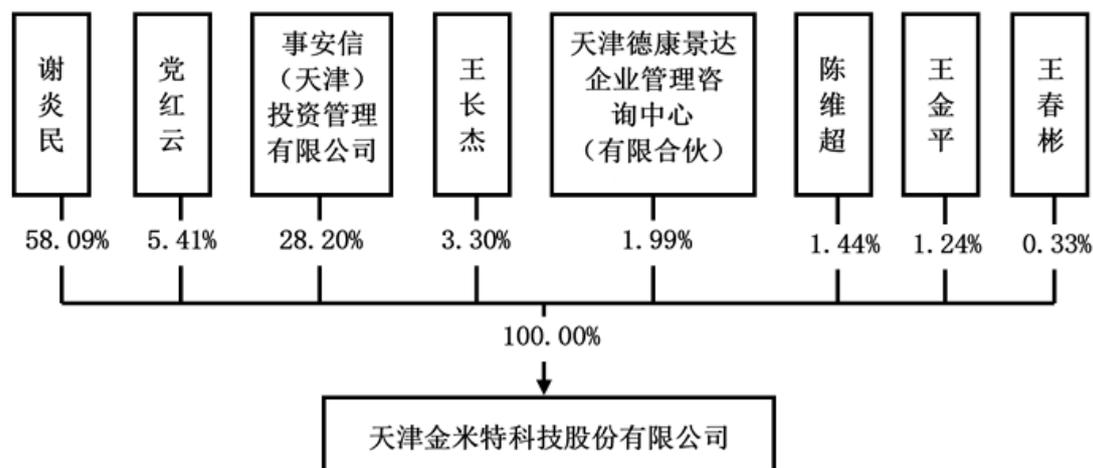 谢炎民
党红云
事安信
（天津）
投资管理
有限公司
王长杰
天津德康景达
企业管理咨
询中心
（有限合伙）
陈维超
王金平
王春彬
58.09%
5.41%
28.20%
3.30%
1.99%
1.44%
1.24%
0.33%
100.00%
天津金米特科技股份有限公司